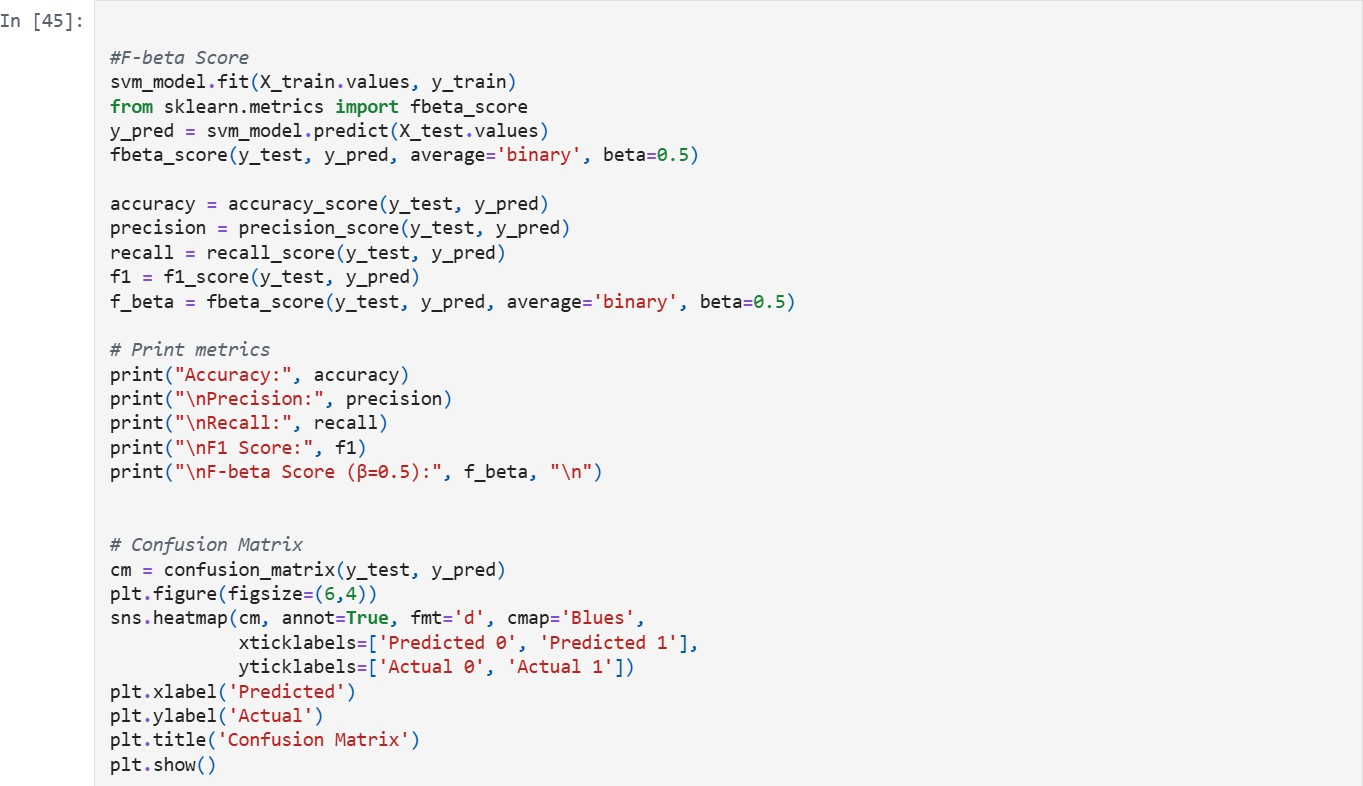 In [45]:
#F-beta Score
svm_model.fit(X_train.values, y_train)
from sklearn.metrics import fbeta_score
y_pred = svm_model.predict(X_test.values)
fbeta_score(y_test, y_pred, average='binary', beta=0.5)
accuracy = accuracy_score(y_test, y_pred)
precision = precision_score(y_test, y_pred)
recall = recall_score(y_test, y_pred)
f1 = f1_score(y_test, y_pred)
f_beta = fbeta_score(y_test, y_pred, average='binary', beta=0.5)
# Print metrics
print("Accuracy:", accuracy)
print("\nPrecision:", precision)
print("\nRecall:", recall)
print("\nF1 Score:", f1)
print("\nF-beta Score (β=0.5):", f_beta, "\n")
# Confusion Matrix
cm = confusion_matrix(y_test, y_pred)
plt.figure(figsize=(6,4))
sns.heatmap(cm, annot=True, fmt='d', cmap='Blues',
            xticklabels=['Predicted 0', 'Predicted 1'],
            yticklabels=['Actual 0', 'Actual 1'])
plt.xlabel('Predicted')
plt.ylabel('Actual')
plt.title('Confusion Matrix')
plt.show()